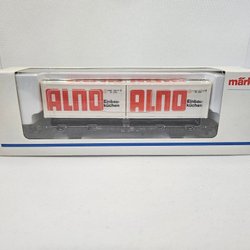 märk
ALNO
Einbau-
küchen
ALNO
Einbau-
küchen